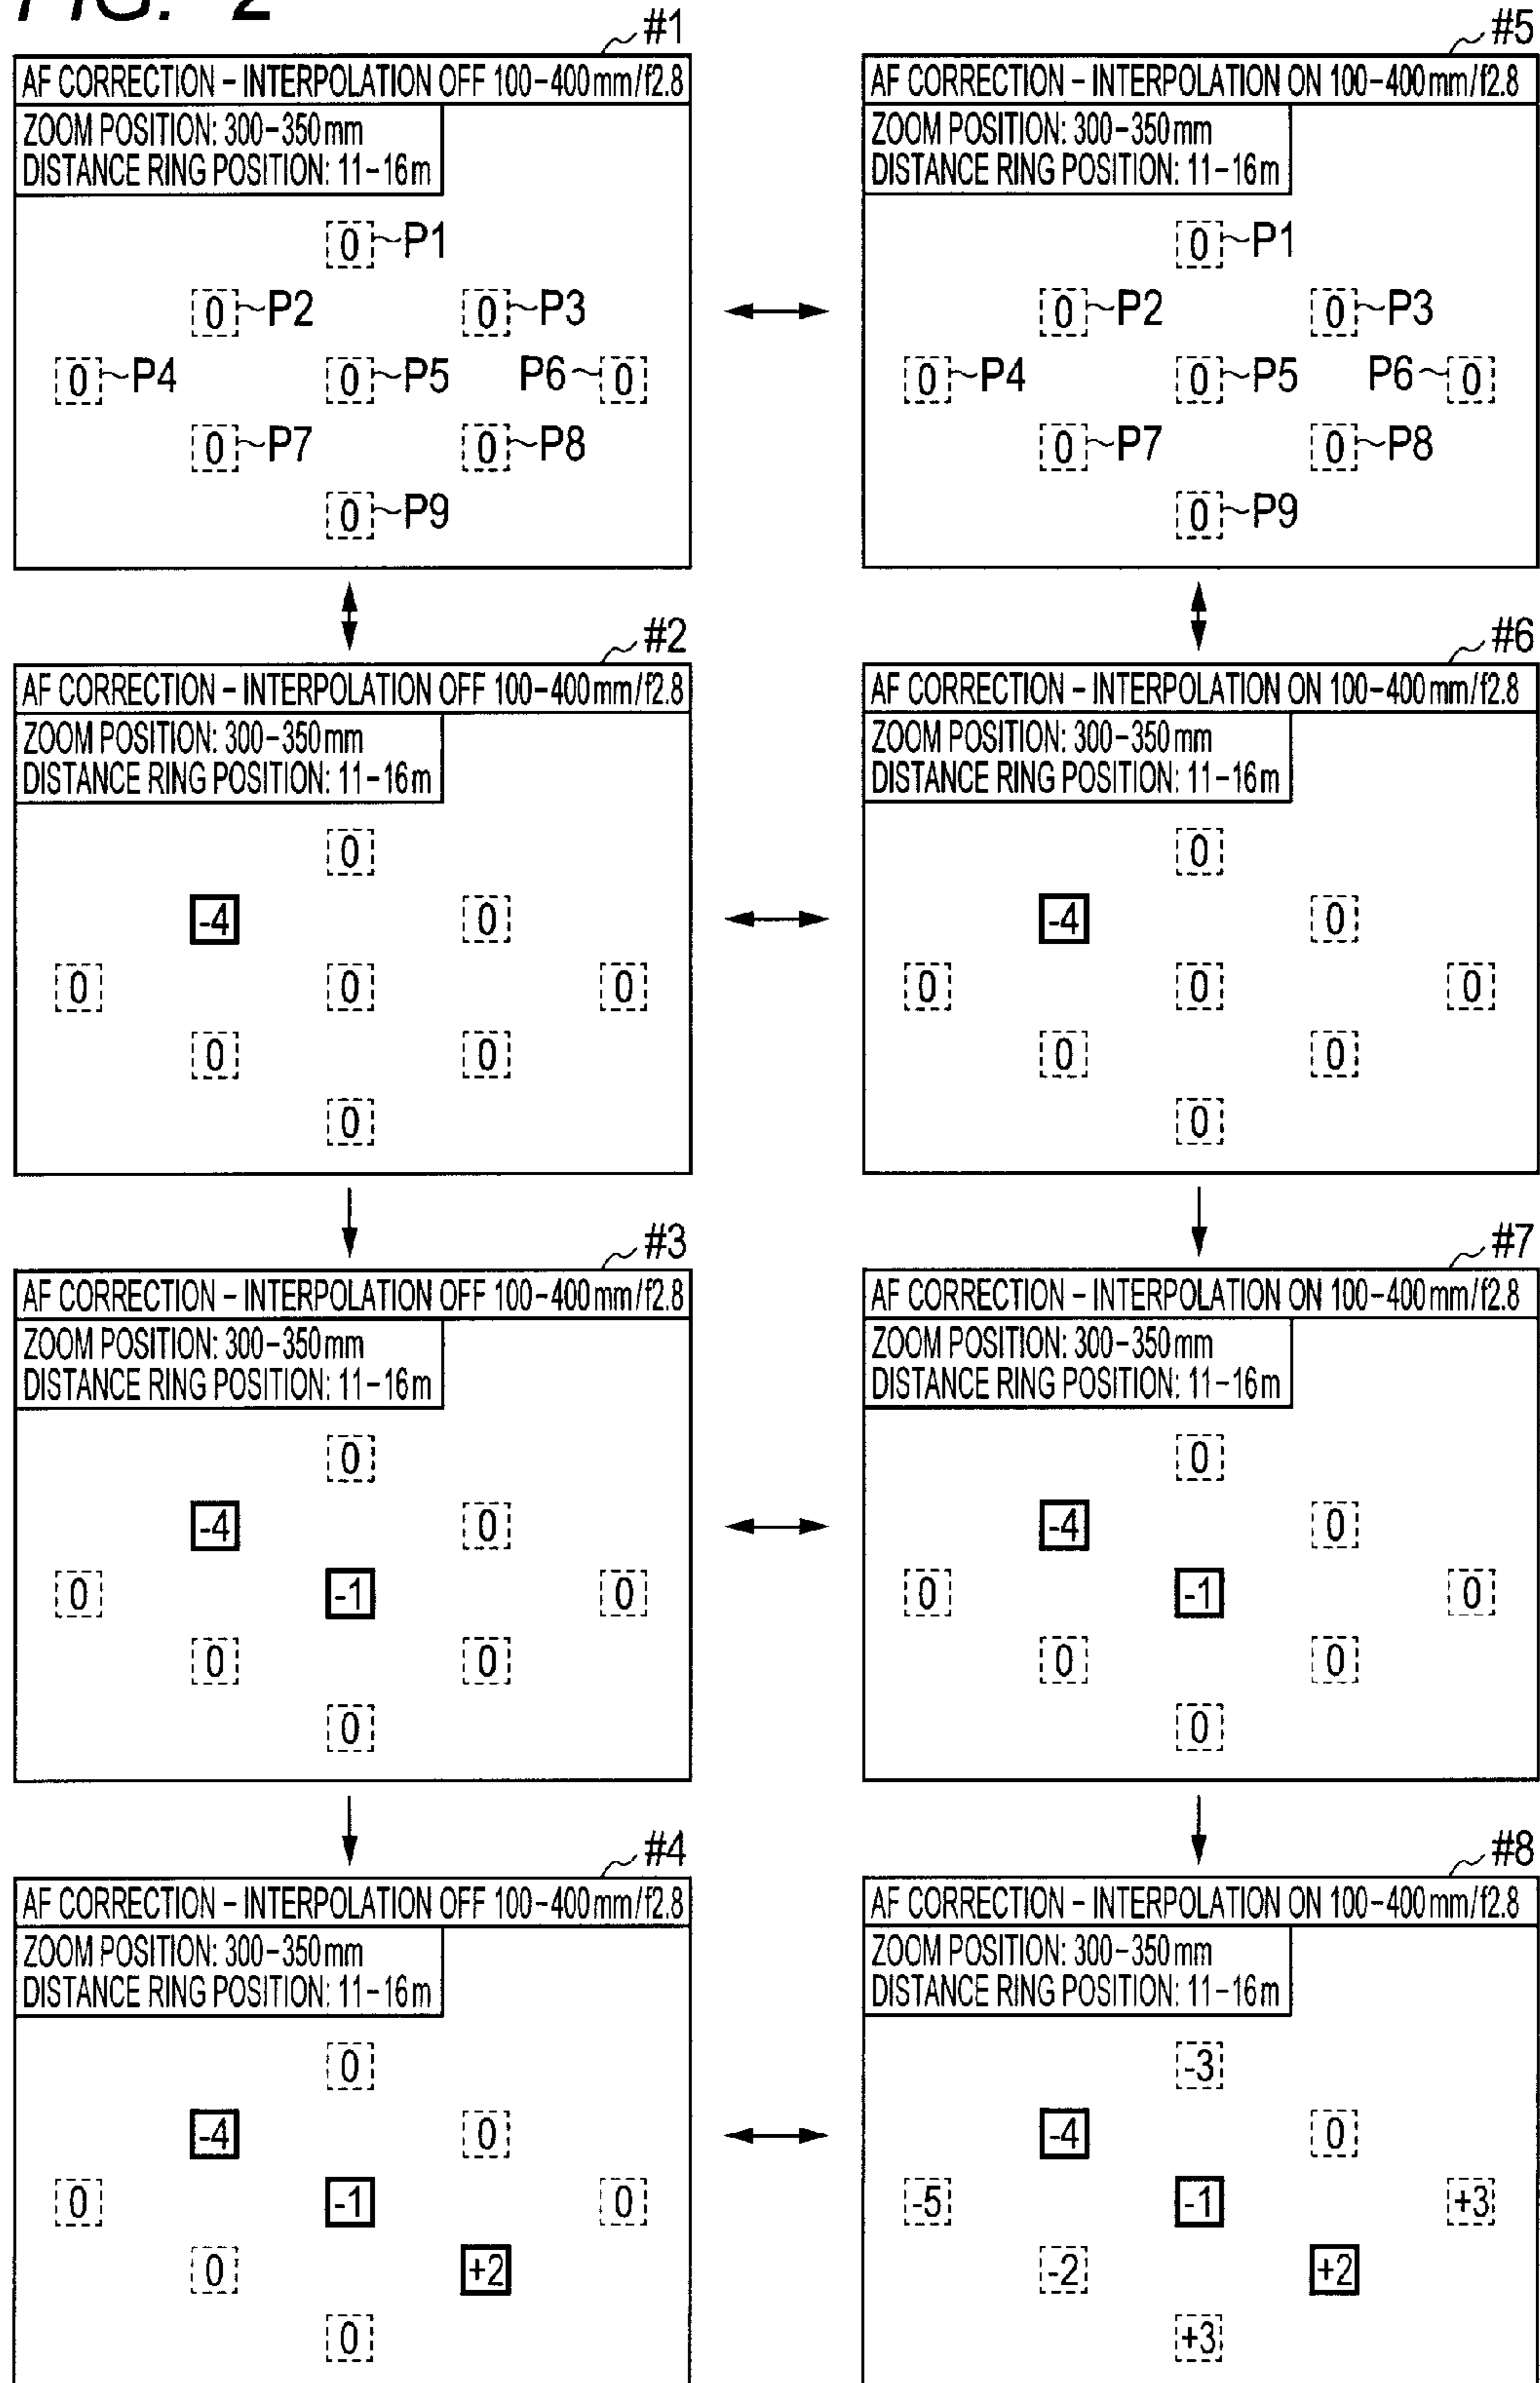 FIG. 2
#1
AF CORRECTION – INTERPOLATION OFF 100–400mm/f2.8
ZOOM POSITION: 300–350mm
DISTANCE RING POSITION: 11–16m
0 P1
0 P2 0 P3
0 P4 0 P5 P6 0
0 P7 0 P8
0 P9
#5
AF CORRECTION – INTERPOLATION ON 100–400mm/f2.8
ZOOM POSITION: 300–350mm
DISTANCE RING POSITION: 11–16m
0 P1
0 P2 0 P3
0 P4 0 P5 P6 0
0 P7 0 P8
0 P9
#2
AF CORRECTION – INTERPOLATION OFF 100–400mm/f2.8
ZOOM POSITION: 300–350mm
DISTANCE RING POSITION: 11–16m
0
-4 0
0 0 0
0 0
0
#6
AF CORRECTION – INTERPOLATION ON 100–400mm/f2.8
ZOOM POSITION: 300–350mm
DISTANCE RING POSITION: 11–16m
0
-4 0
0 0 0
0 0
0
#3
AF CORRECTION – INTERPOLATION OFF 100–400mm/f2.8
ZOOM POSITION: 300–350mm
DISTANCE RING POSITION: 11–16m
0
-4 0
0 -1 0
0 0
0
#7
AF CORRECTION – INTERPOLATION ON 100–400mm/f2.8
ZOOM POSITION: 300–350mm
DISTANCE RING POSITION: 11–16m
0
-4 0
0 -1 0
0 0
0
#4
AF CORRECTION – INTERPOLATION OFF 100–400mm/f2.8
ZOOM POSITION: 300–350mm
DISTANCE RING POSITION: 11–16m
0
-4 0
0 -1 0
0 +2
0
#8
AF CORRECTION – INTERPOLATION ON 100–400mm/f2.8
ZOOM POSITION: 300–350mm
DISTANCE RING POSITION: 11–16m
-3
-4 0
-5 -1 +3
-2 +2
+3